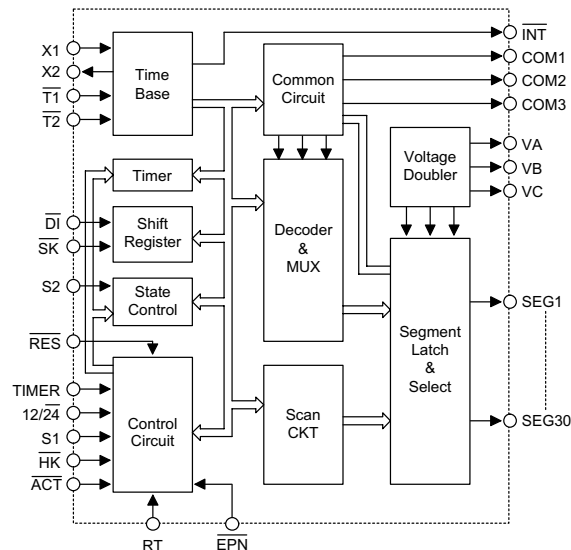 X1
X2
T1
T2
DI
SK
S2
RES
TIMER
12/24
S1
HK
ACT
RT
EPN
Time
Base
Timer
Shift
Register
State
Control
Control
Circuit
Common
Circuit
Decoder
&
MUX
Scan
CKT
Voltage
Doubler
Segment
Latch
&
Select
INT
COM1
COM2
COM3
VA
VB
VC
SEG1
SEG30